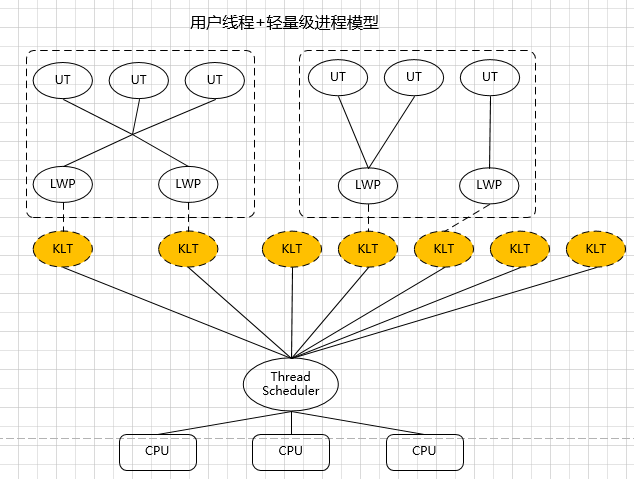 用户线程+轻量级进程模型
UT
UT
UT
UT
UT
UT
LWP
LWP
LWP
LWP
KLT
KLT
KLT
KLT
KLT
KLT
KLT
Thread
Scheduler
CPU
CPU
CPU